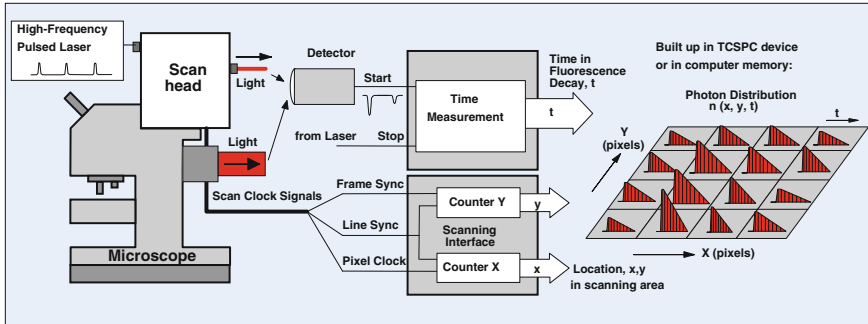 High-Frequency
Pulsed Laser
Scan
head
Light
Light
Detector
Start
from Laser
Stop
Time
Measurement
Time in
Fluorescence
Decay, t
t
Scan Clock Signals
Frame Sync
Line Sync
Pixel Clock
Counter Y
Scanning
Interface
Counter X
y
x
Location, x,y
in scanning area
Microscope
Built up in TCSPC device
or in computer memory:
Photon Distribution
n (x, y, t)
t
Y
(pixels)
X (pixels)